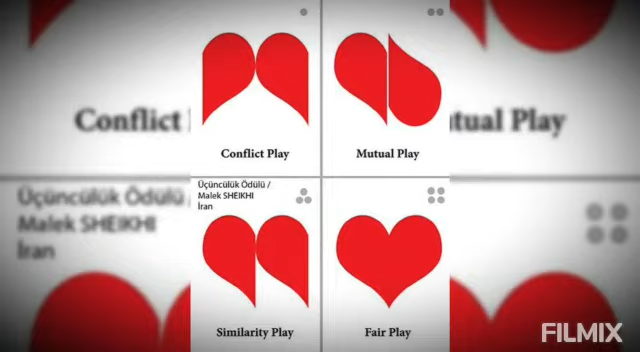 Conflict Play
Mutual Play
Üçüncülük Ödülü /
Malek SHEIKHI
İran
Similarity Play
Fair Play
FILMIX